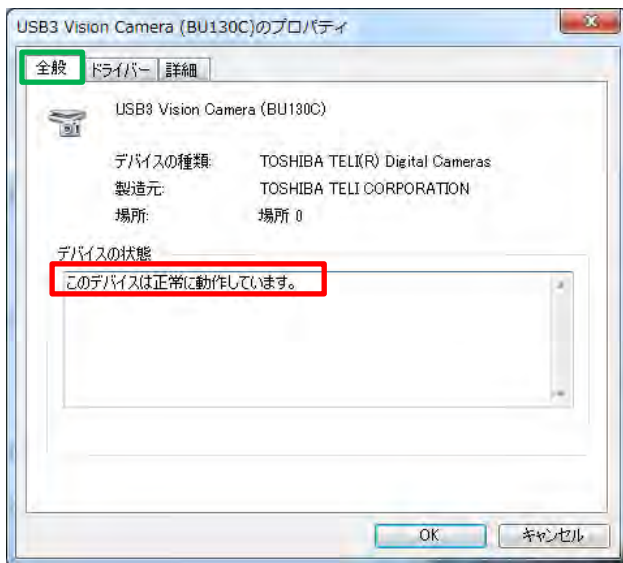 USB3 Vision Camera (BU130C)のプロパティ
全般 ドライバー 詳細
USB3 Vision Camera (BU130C)
デバイスの種類: TOSHIBA TELI(R) Digital Cameras
製造元: TOSHIBA TELI CORPORATION
場所: 場所 0
デバイスの状態
このデバイスは正常に動作しています。
OK キャンセル